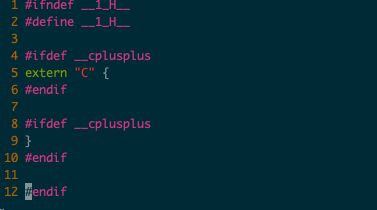 1 #ifndef __1_H__
2 #define __1_H__
3
4 #ifdef __cplusplus
5 extern "C" {
6 #endif
7
8 #ifdef __cplusplus
9 }
10 #endif
11
12 #endif